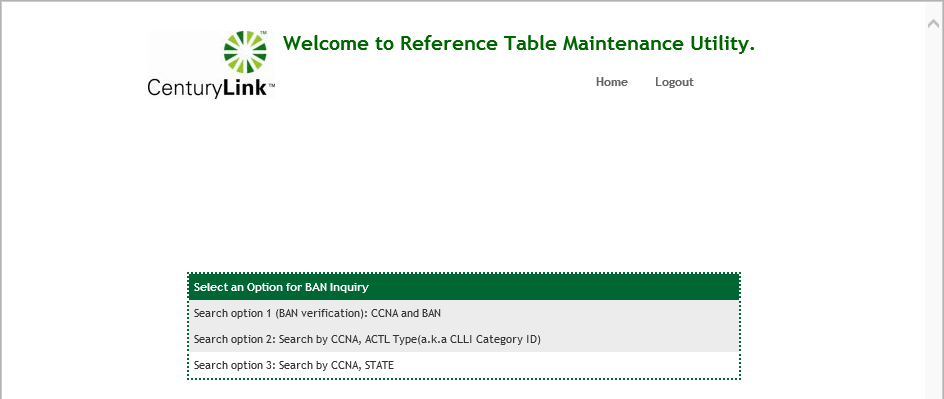 Welcome to Reference Table Maintenance Utility.
CenturyLink™
Home Logout
Select an Option for BAN Inquiry
Search option 1 (BAN verification): CCNA and BAN
Search option 2: Search by CCNA, ACTL Type(a.k.a CLLI Category ID)
Search option 3: Search by CCNA, STATE